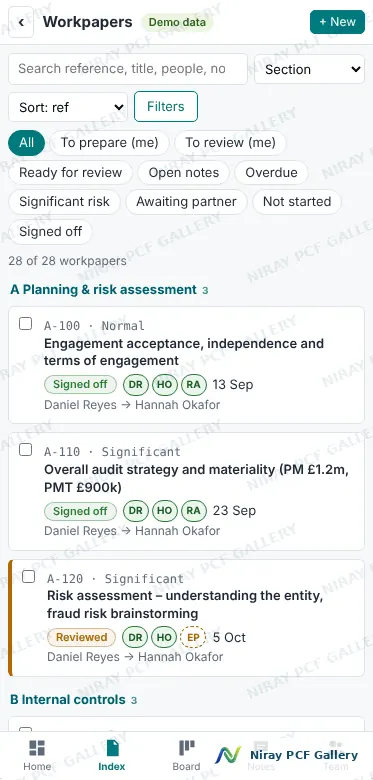 ‹ Workpapers Demo data + New
Search reference, title, people, no Section
Sort: ref Filters
All To prepare (me) To review (me)
Ready for review Open notes Overdue
Significant risk Awaiting partner Not started
Signed off
28 of 28 workpapers
A Planning & risk assessment 3
A-100 · Normal
Engagement acceptance, independence and
terms of engagement
Signed off DR HO RA 13 Sep
Daniel Reyes → Hannah Okafor
A-110 · Significant
Overall audit strategy and materiality (PM £1.2m,
PMT £900k)
Signed off DR HO RA 23 Sep
Daniel Reyes → Hannah Okafor
A-120 · Significant
Risk assessment – understanding the entity,
fraud risk brainstorming
Reviewed DR HO EP 5 Oct
Daniel Reyes → Hannah Okafor
B Internal controls 3
Home Index Board Notes Team
Niray PCF Gallery
NIRAY PCF GALLERY